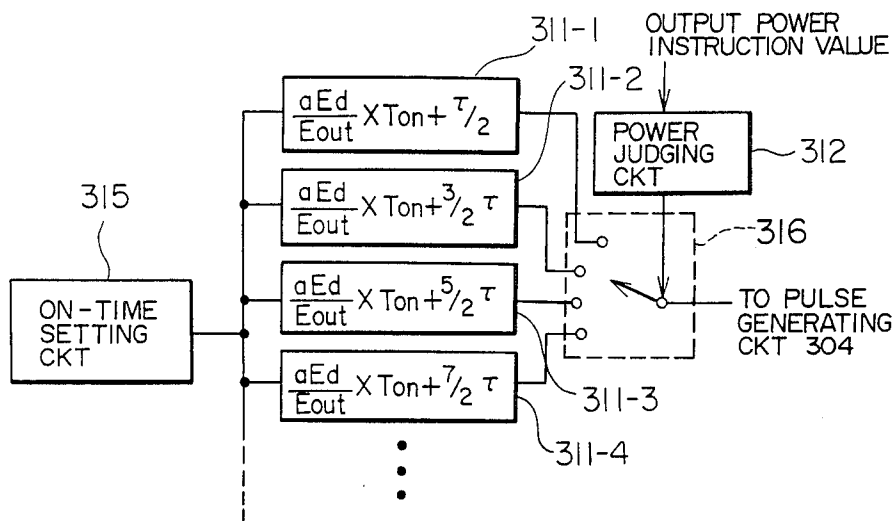 311-1
OUTPUT POWER
INSTRUCTION VALUE
311-2
aEd/Eout X Ton + τ/2
POWER
JUDGING
CKT
312
315
aEd/Eout X Ton + 3/2 τ
316
ON-TIME
SETTING
CKT
aEd/Eout X Ton + 5/2 τ
TO PULSE
GENERATING
CKT 304
aEd/Eout X Ton + 7/2 τ
311-3
311-4